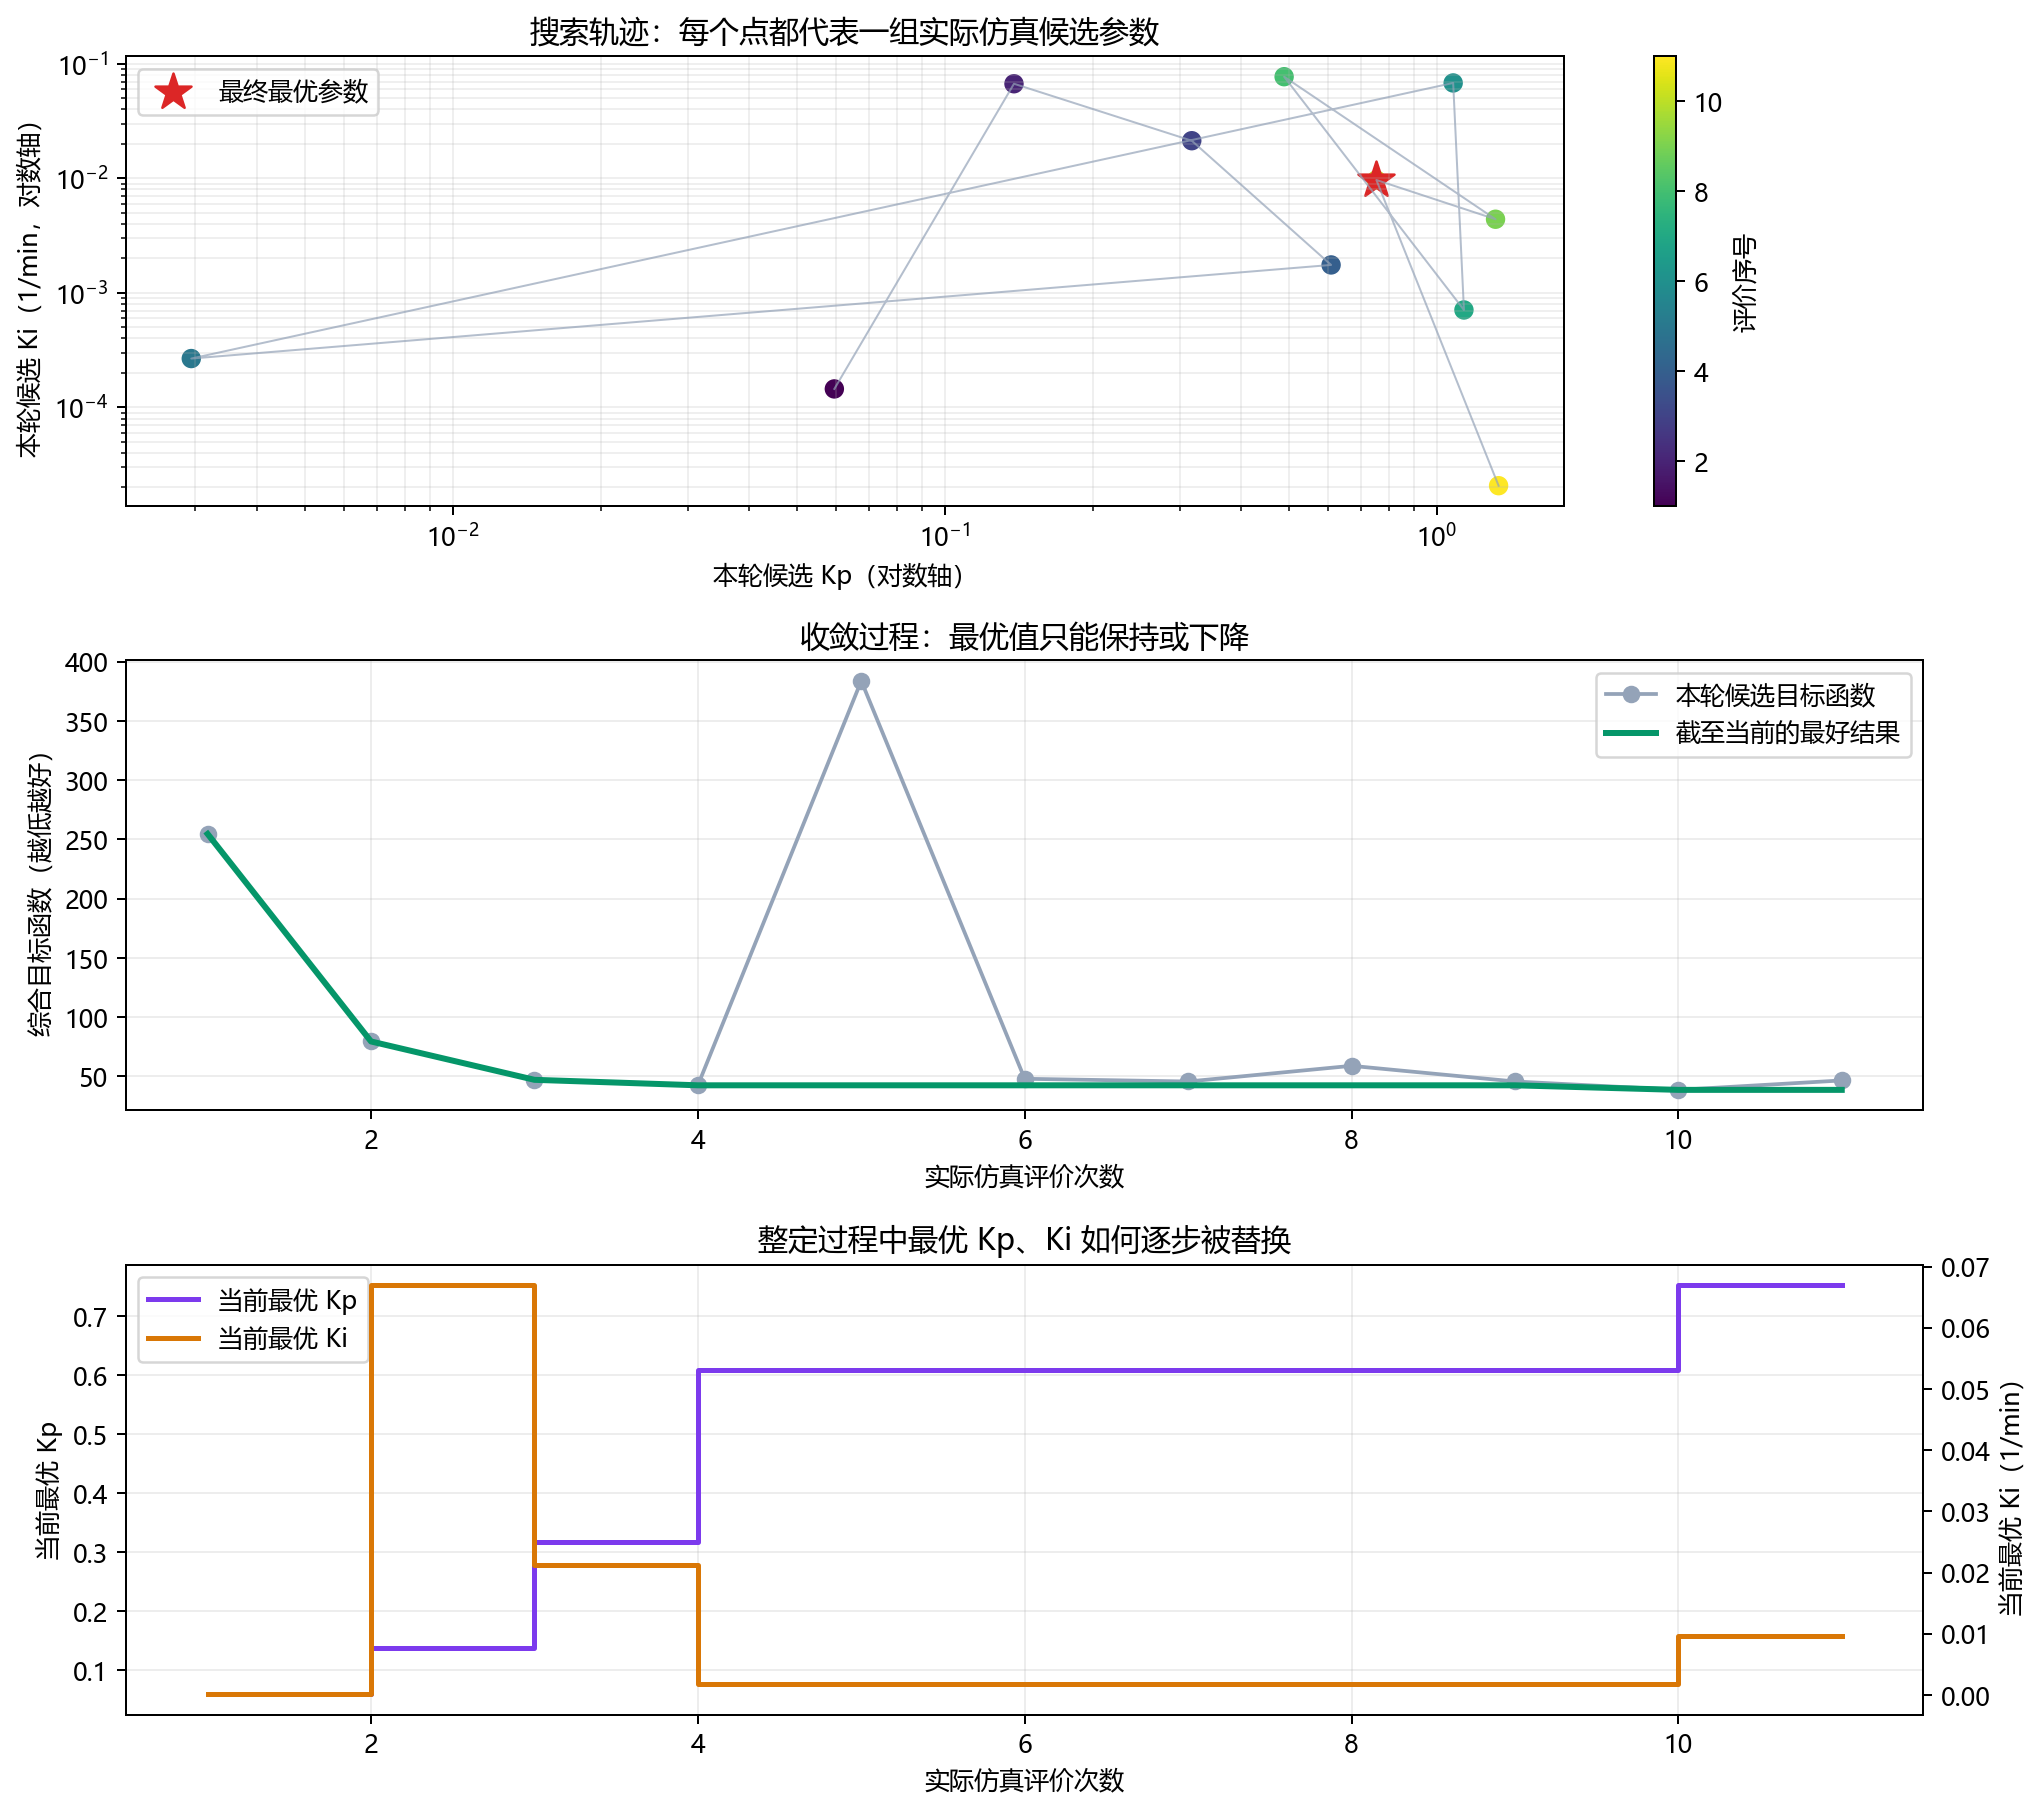 搜索轨迹：每个点都代表一组实际仿真候选参数
最终最优参数
本轮候选 Ki（1/min，对数轴）
10⁻¹
10⁻²
10⁻³
10⁻⁴
10⁻²
10⁻¹
10⁰
本轮候选 Kp（对数轴）
10
8
6
4
2
评价序号
收敛过程：最优值只能保持或下降
本轮候选目标函数
截至当前的最好结果
综合目标函数（越低越好）
400
350
300
250
200
150
100
50
2
4
6
8
10
实际仿真评价次数
整定过程中最优 Kp、Ki 如何逐步被替换
当前最优 Kp
当前最优 Ki
当前最优 Kp
0.7
0.6
0.5
0.4
0.3
0.2
0.1
0.07
0.06
0.05
0.04
0.03
0.02
0.01
0.00
当前最优 Ki（1/min）
2
4
6
8
10
实际仿真评价次数